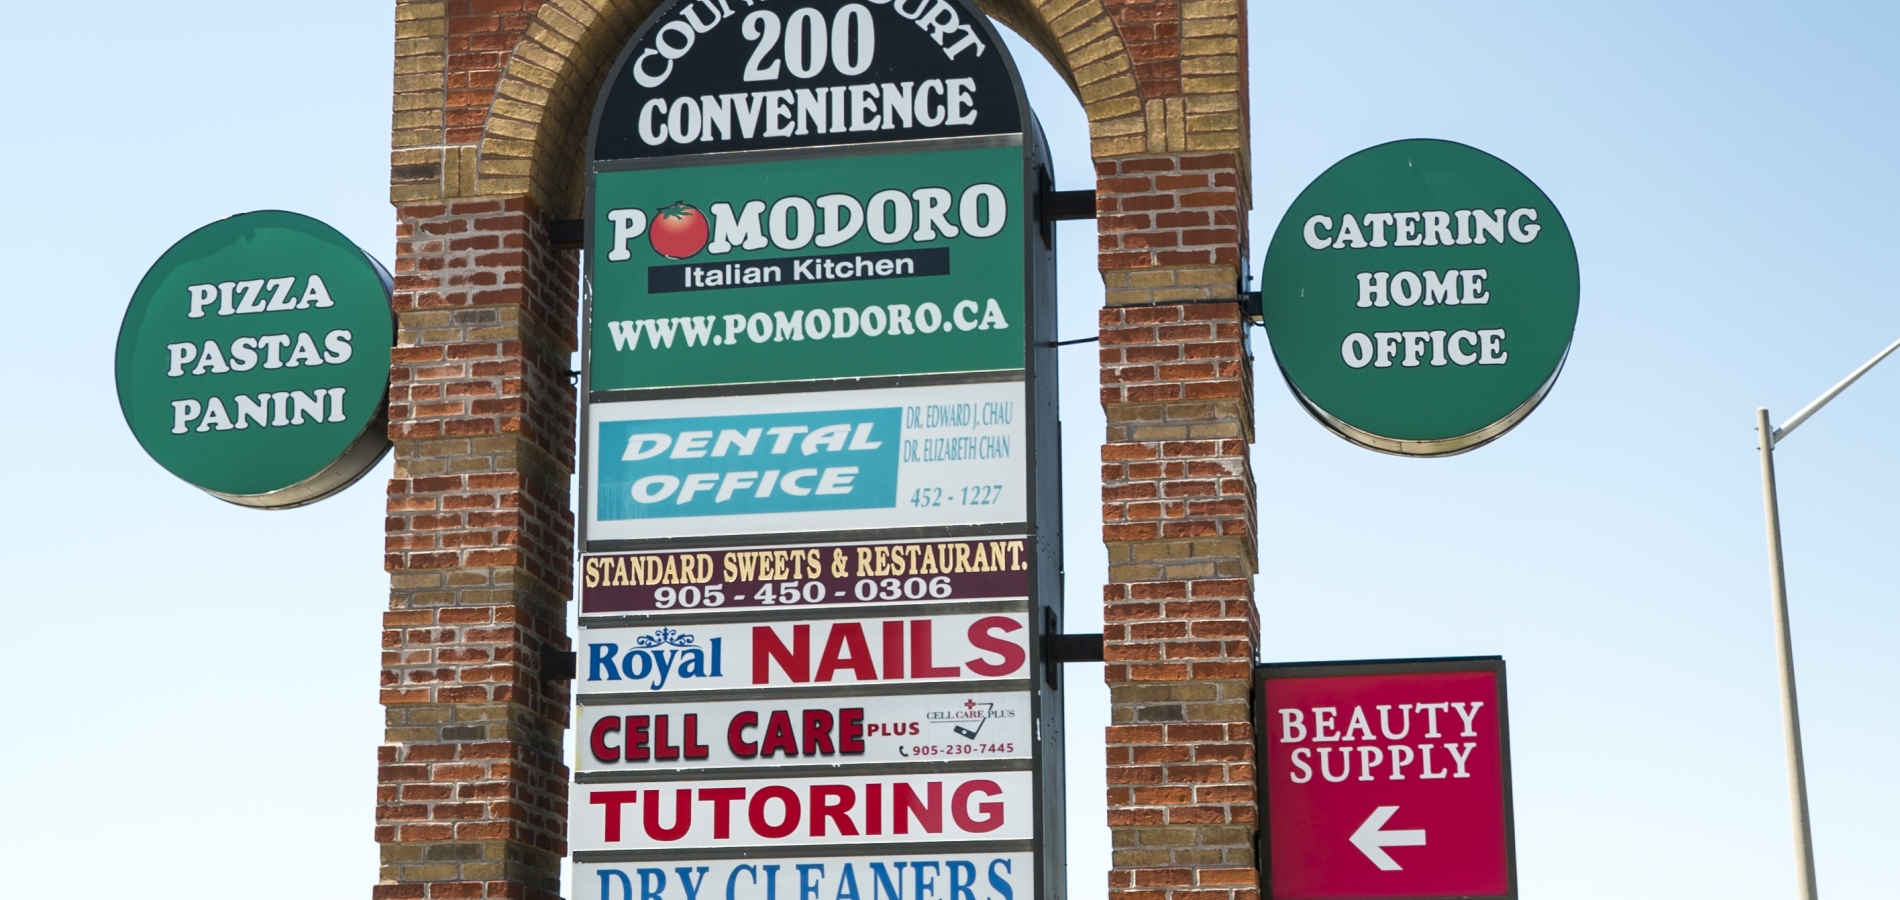 200
CONVENIENCE
POMODORO
Italian Kitchen
WWW.POMODORO.CA
PIZZA
PASTAS
PANINI
CATERING
HOME
OFFICE
DENTAL
OFFICE
DR. EDWARD J. CHAU
DR. ELIZABETH CHAN
452 - 1227
STANDARD SWEETS & RESTAURANT.
905 - 450 - 0306
Royal NAILS
CELL CARE PLUS
CELL CARE PLUS
905-230-7445
TUTORING
DRY CLEANERS
BEAUTY
SUPPLY